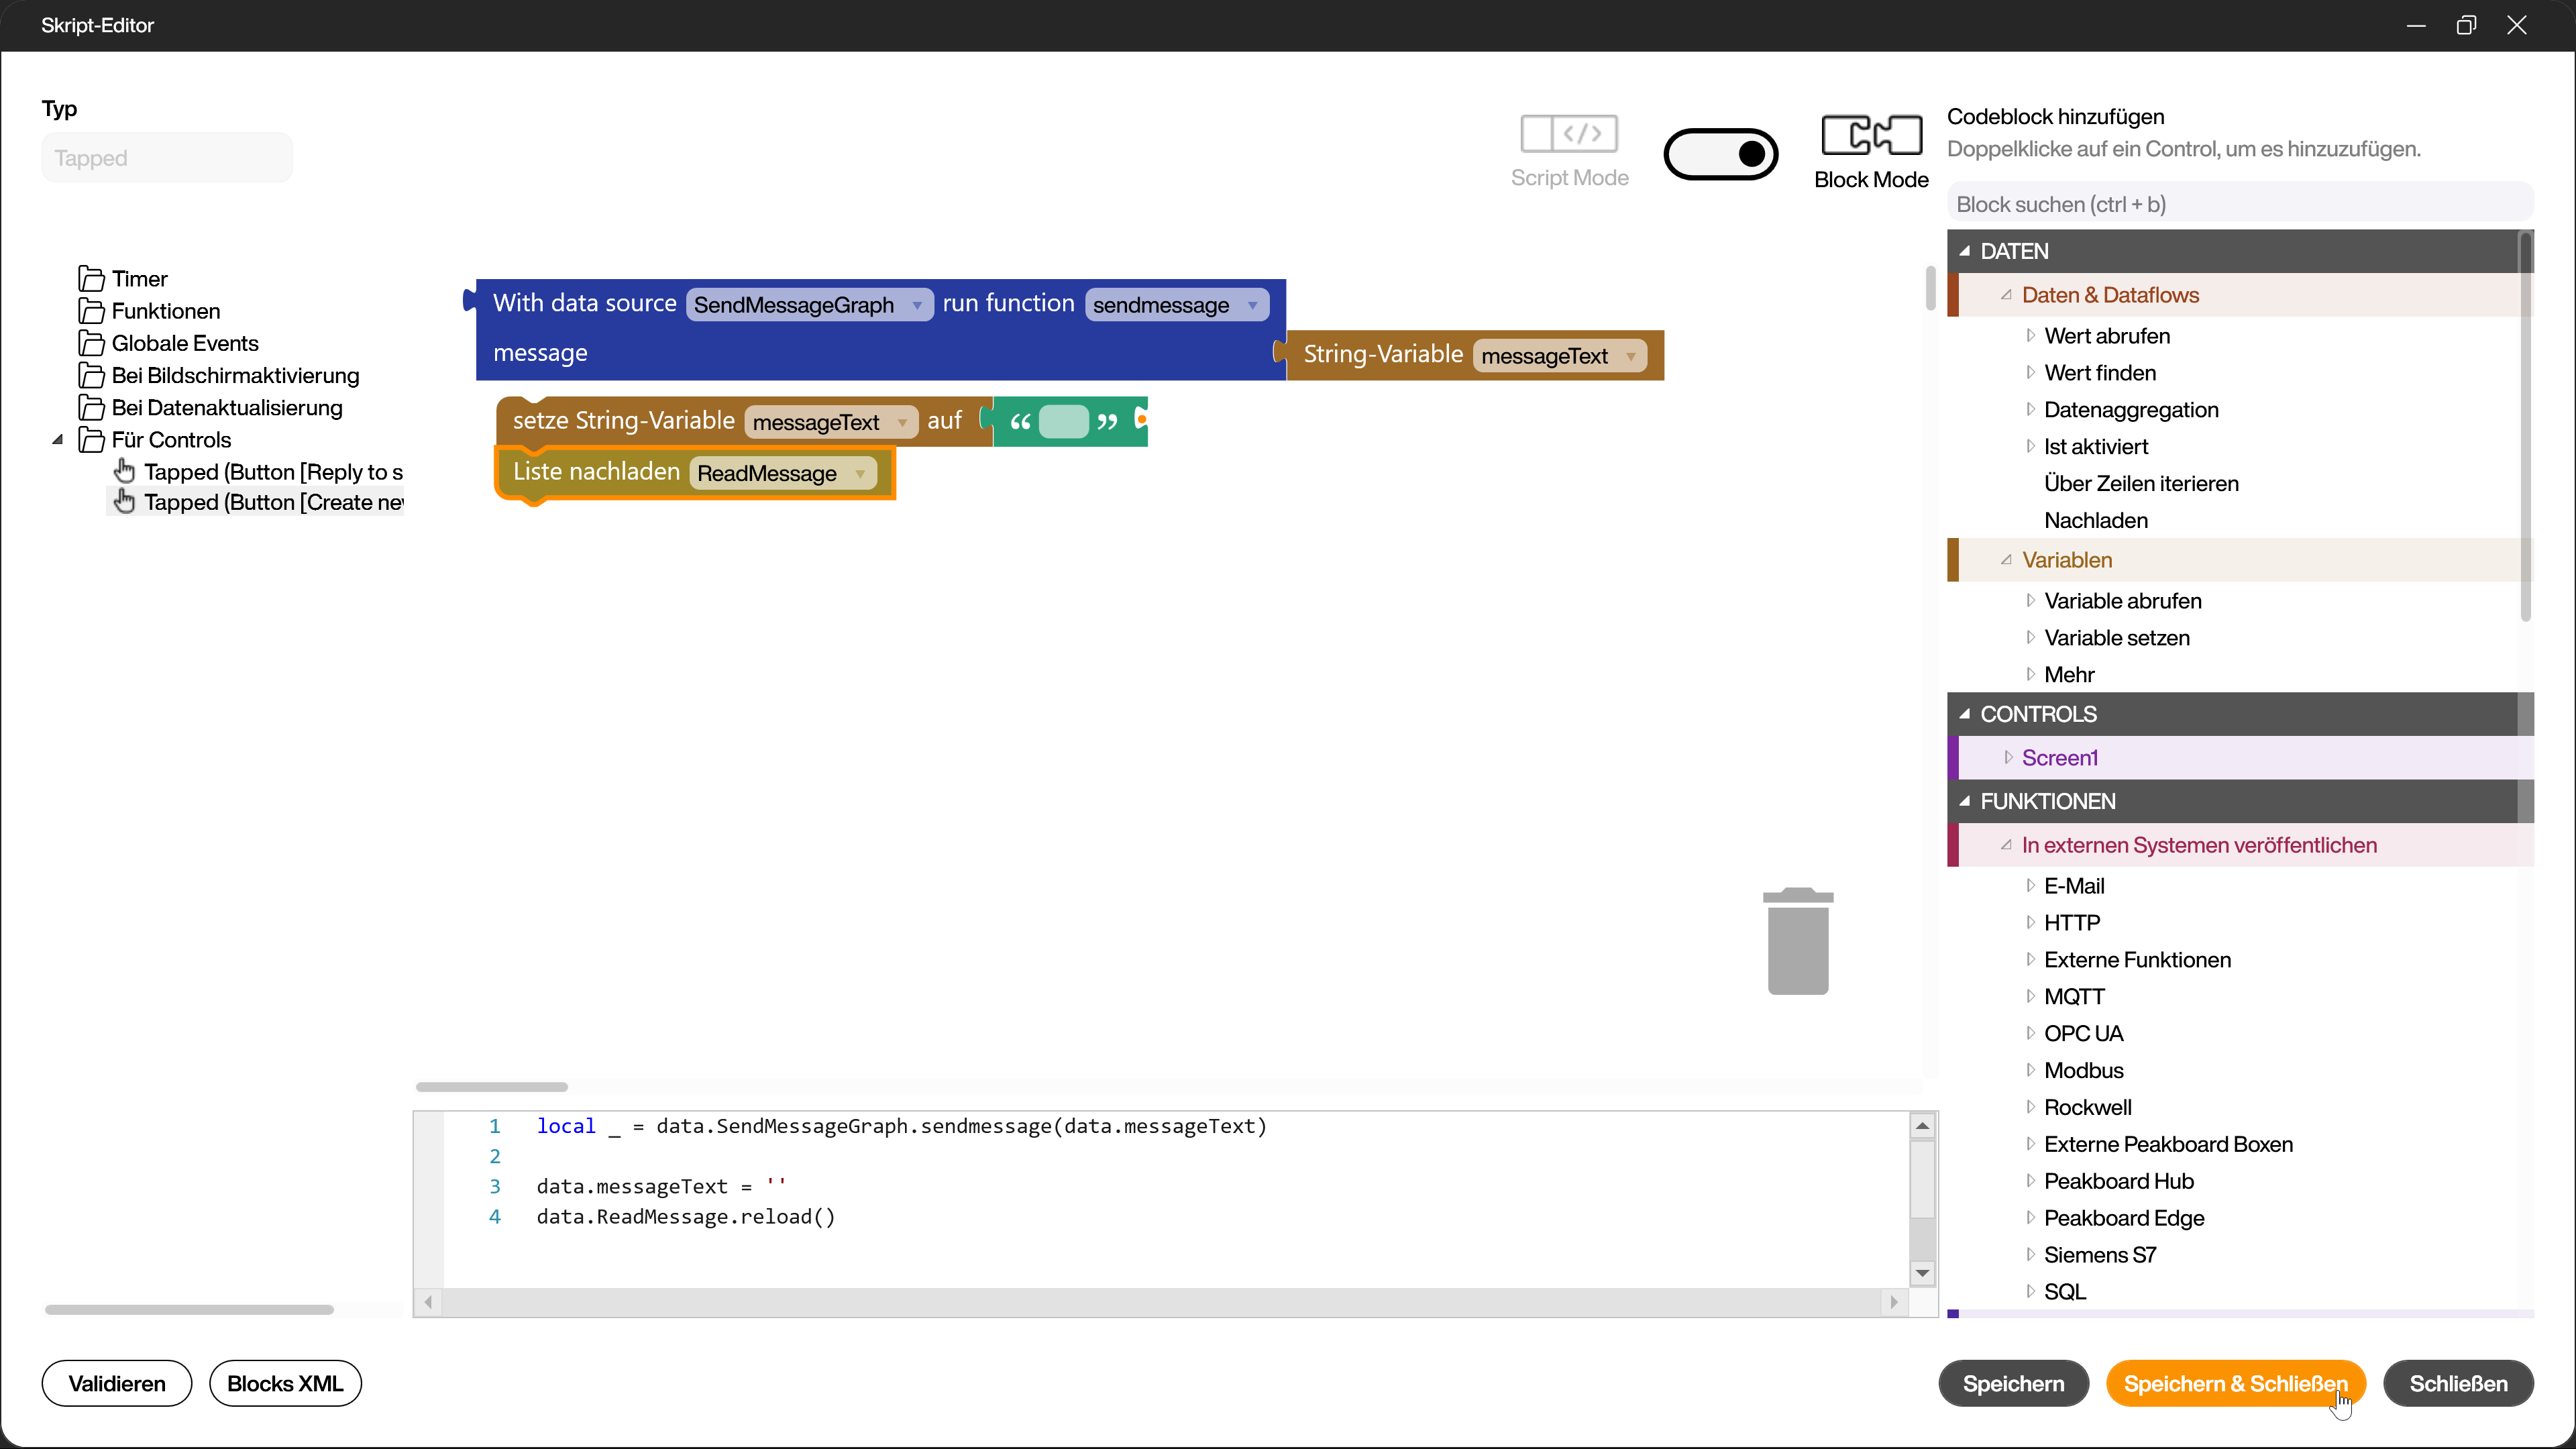 Skript-Editor
Typ
Tapped
Script Mode
Block Mode
Codeblock hinzufügen
Doppelklicke auf ein Control, um es hinzuzufügen.
Block suchen (ctrl + b)
Timer
Funktionen
Globale Events
Bei Bildschirmaktivierung
Bei Datenaktualisierung
Für Controls
Tapped (Button [Reply to s
Tapped (Button [Create ne
With data source SendMessageGraph run function sendmessage
message String-Variable messageText
setze String-Variable messageText auf “ ”
Liste nachladen ReadMessage
DATEN
Daten & Dataflows
Wert abrufen
Wert finden
Datenaggregation
Ist aktiviert
Über Zeilen iterieren
Nachladen
Variablen
Variable abrufen
Variable setzen
Mehr
CONTROLS
Screen1
FUNKTIONEN
In externen Systemen veröffentlichen
E-Mail
HTTP
Externe Funktionen
MQTT
OPC UA
Modbus
Rockwell
Externe Peakboard Boxen
Peakboard Hub
Peakboard Edge
Siemens S7
SQL
1 local _ = data.SendMessageGraph.sendmessage(data.messageText)
2
3 data.messageText = ''
4 data.ReadMessage.reload()
Validieren
Blocks XML
Speichern
Speichern & Schließen
Schließen